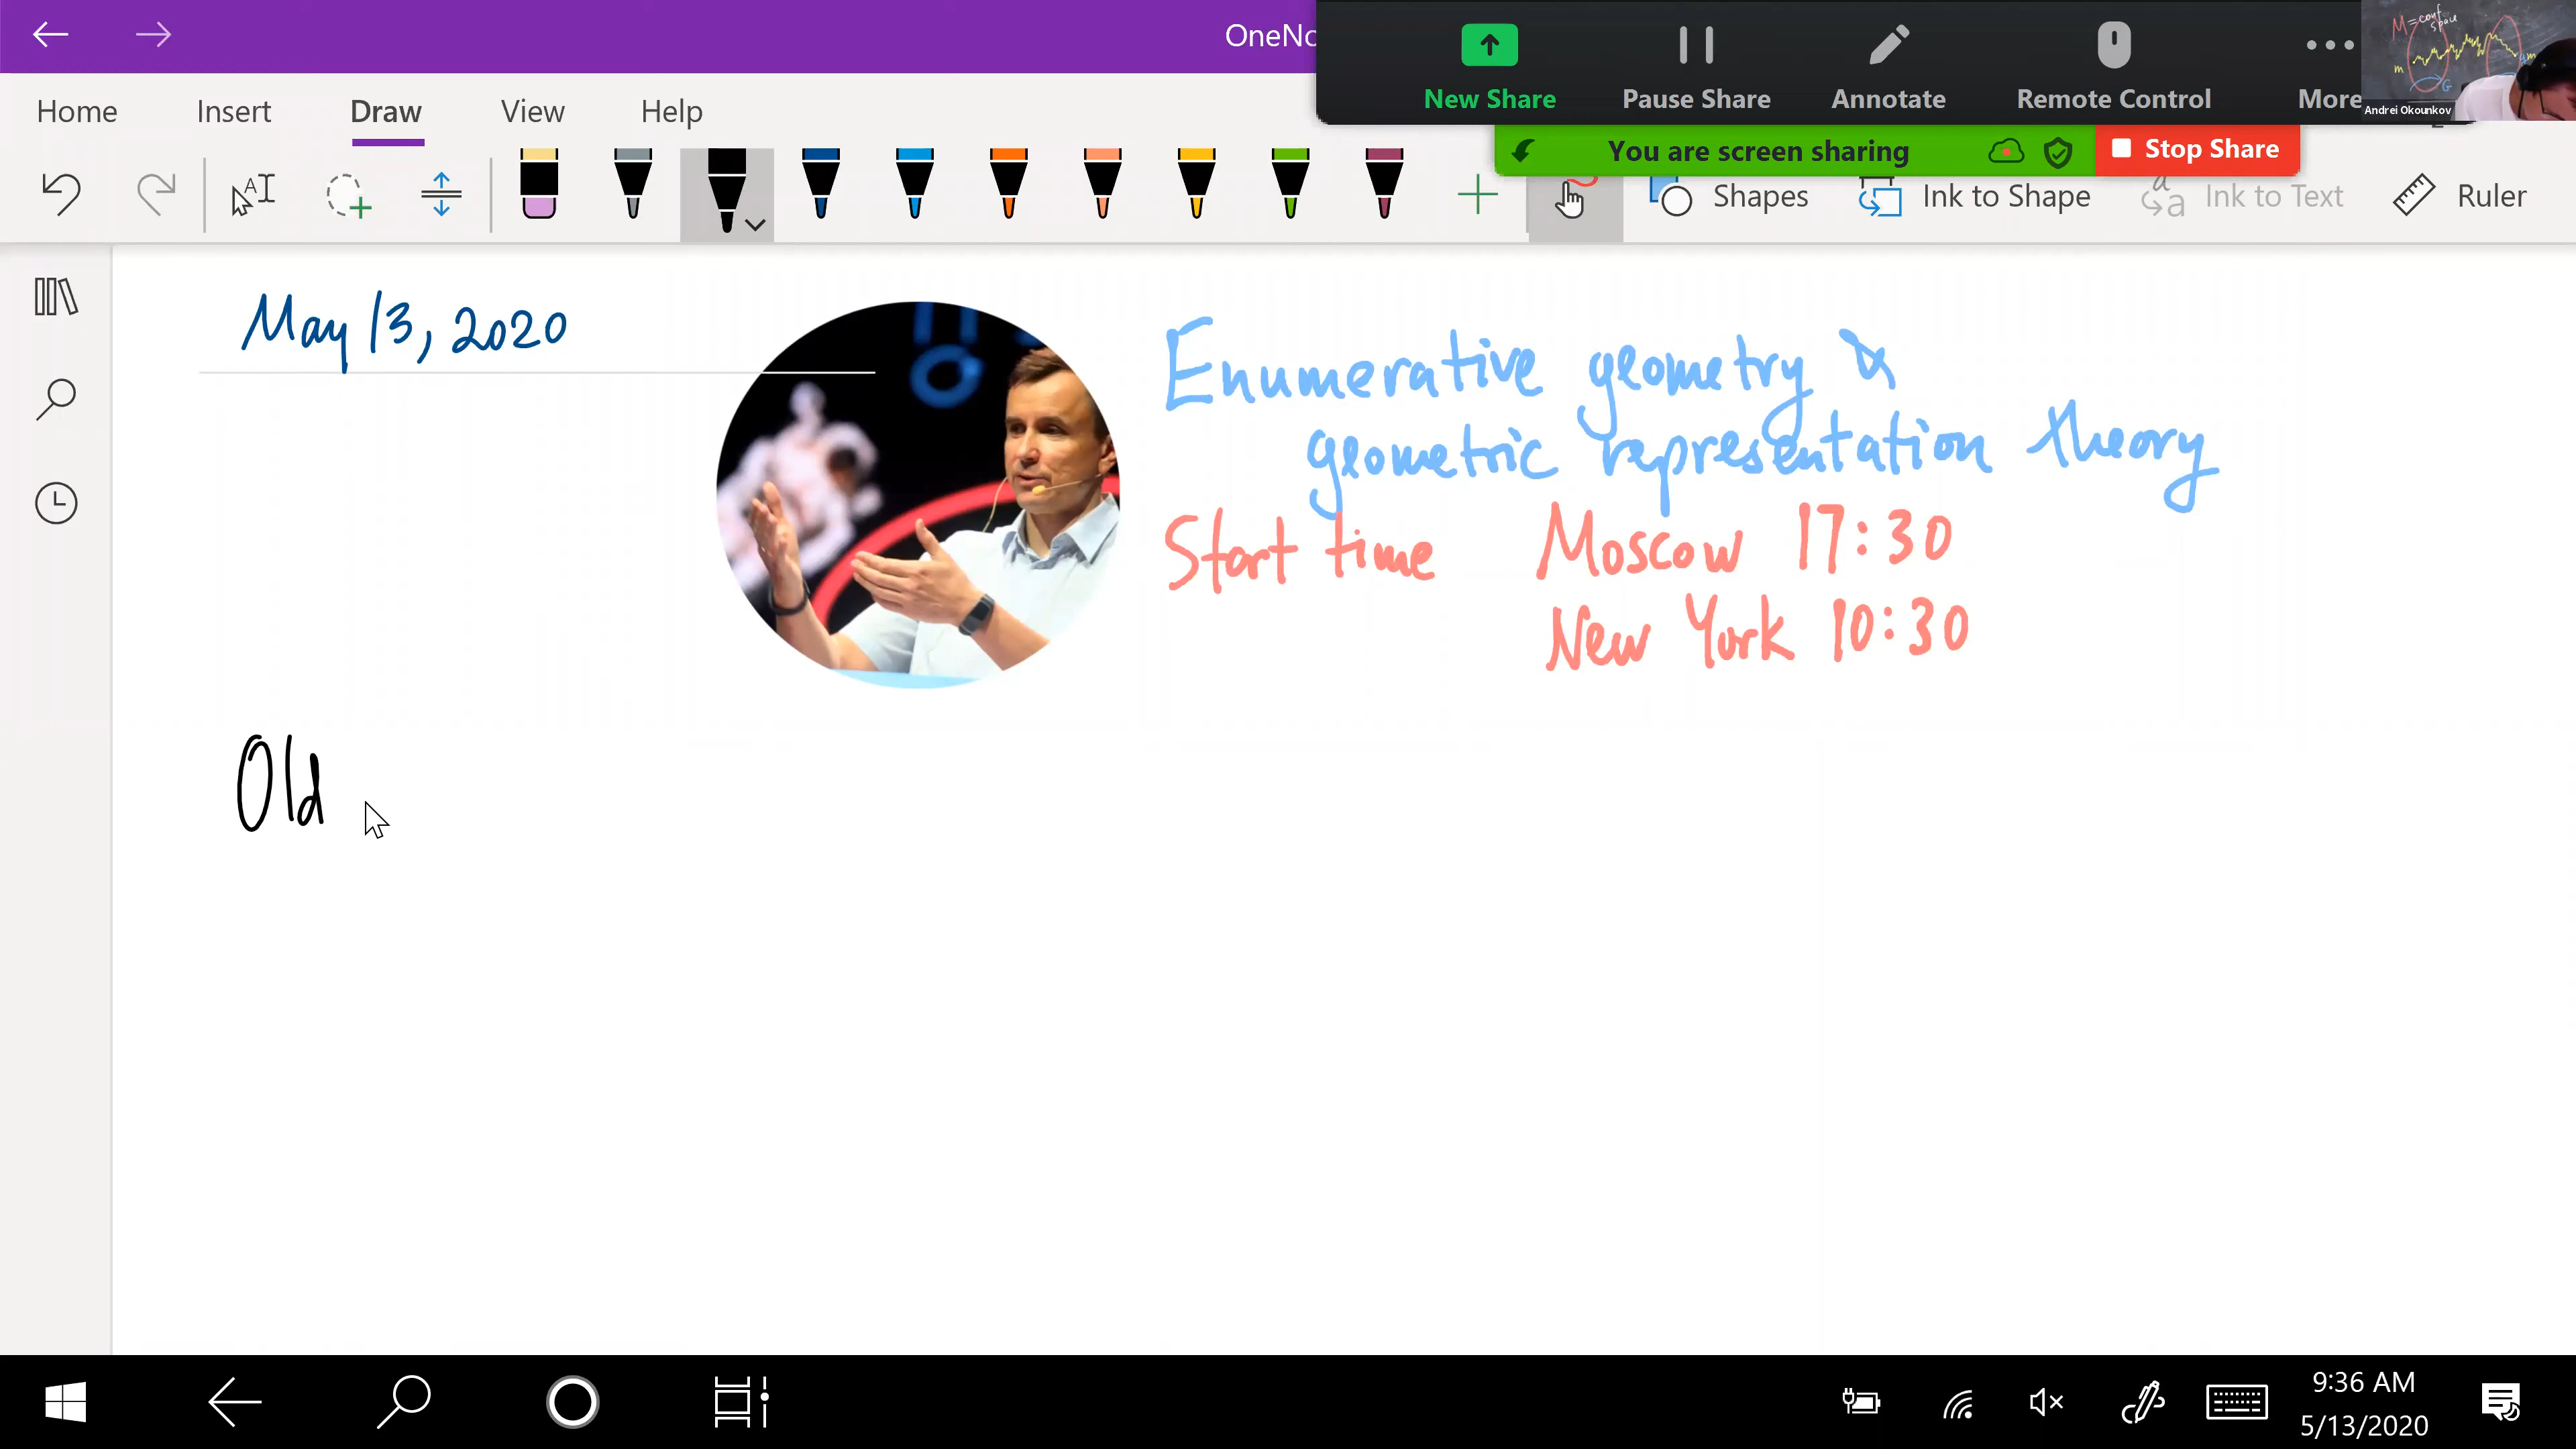 OneNo
New Share
Pause Share
Annotate
Remote Control
More
M = conf
space
m
G
Andrei Okounkov
You are screen sharing
Stop Share
Home
Insert
Draw
View
Help
Shapes
Ink to Shape
Ink to Text
Ruler
May 13, 2020
Enumerative geometry &
geometric representation theory
Start time Moscow 17:30
New York 10:30
Old
9:36 AM
5/13/2020